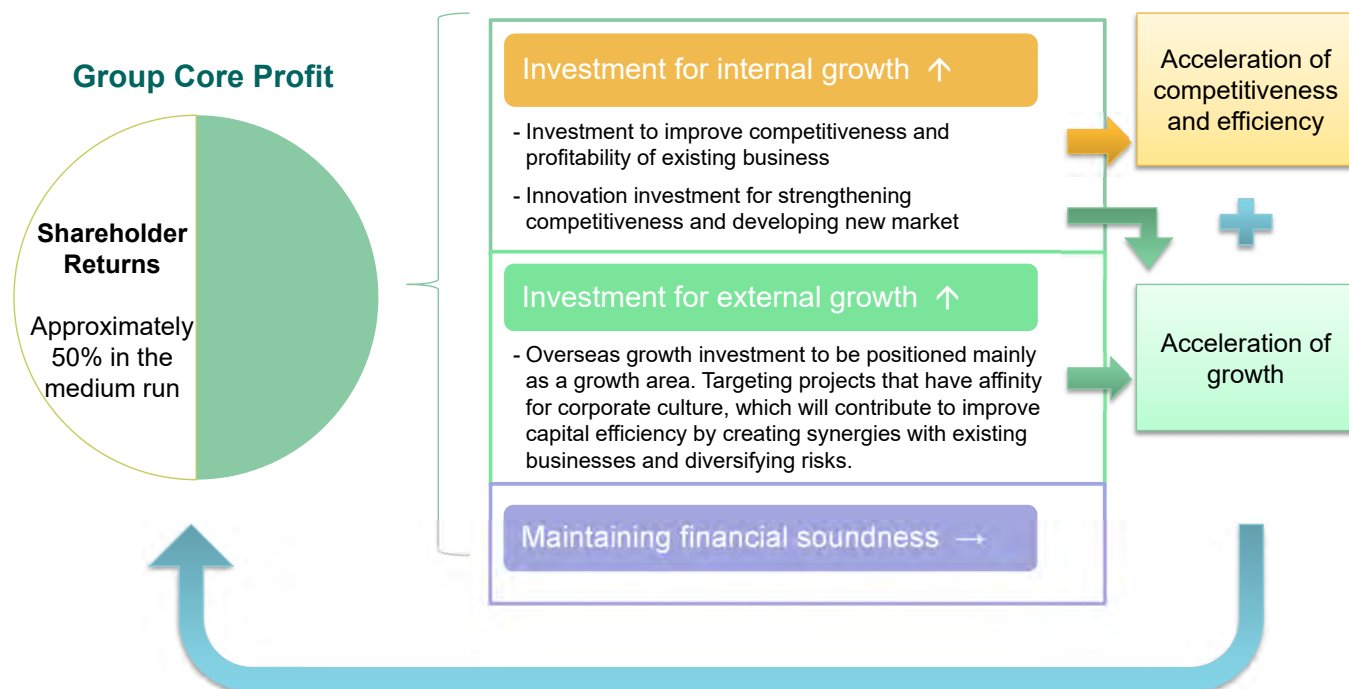 Group Core Profit
Shareholder
Returns
Approximately
50% in the
medium run
Investment for internal growth ↑
- Investment to improve competitiveness and
profitability of existing business
- Innovation investment for strengthening
competitiveness and developing new market
Investment for external growth ↑
- Overseas growth investment to be positioned mainly
as a growth area. Targeting projects that have affinity
for corporate culture, which will contribute to improve
capital efficiency by creating synergies with existing
businesses and diversifying risks.
Maintaining financial soundness →
Acceleration of
competitiveness
and efficiency
Acceleration of
growth